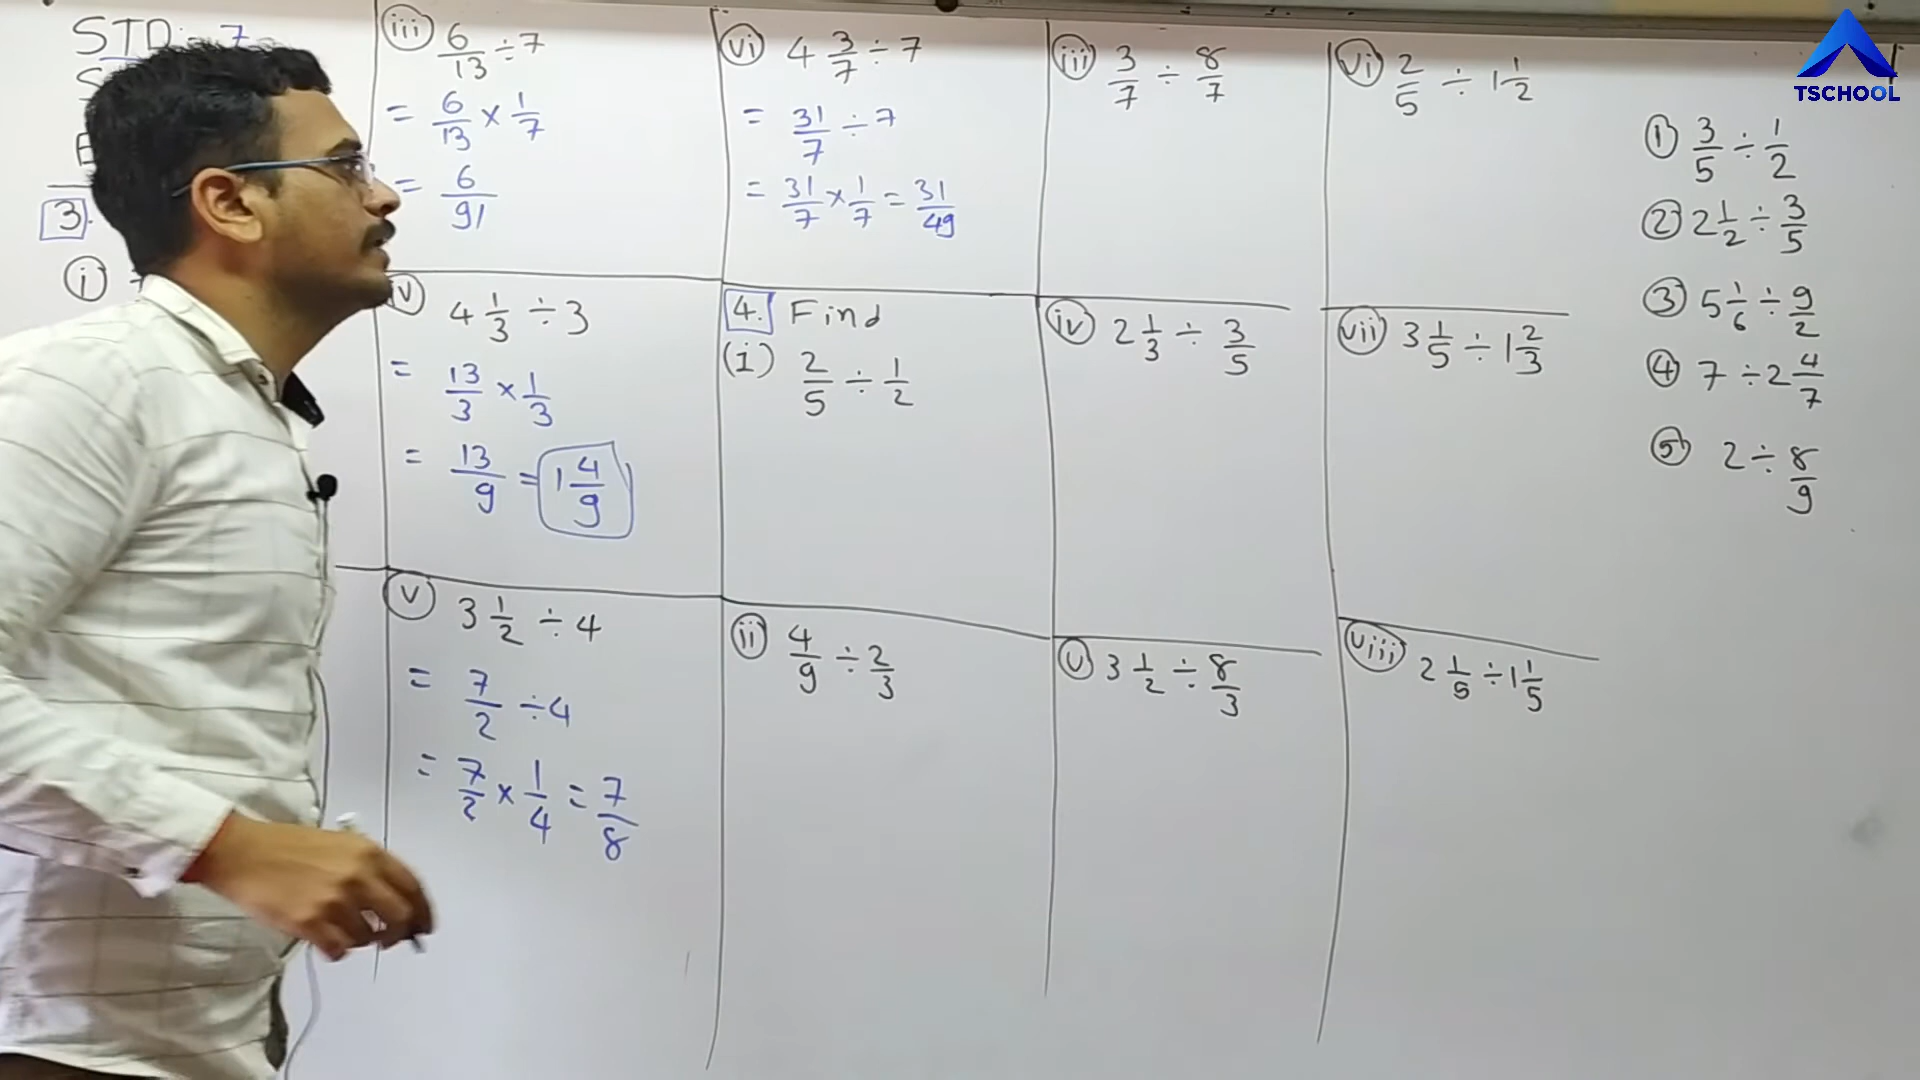 STD:- 7
3.
i
iii 6/13 ÷ 7
= 6/13 × 1/7
= 6/91
v 4 1/3 ÷ 3
= 13/3 × 1/3
= 13/9 = 1 4/9
v 3 1/2 ÷ 4
= 7/2 ÷ 4
= 7/2 × 1/4 = 7/8
vi 4 3/7 ÷ 7
= 31/7 ÷ 7
= 31/7 × 1/7 = 31/49
4. Find
(i) 2/5 ÷ 1/2
ii 4/9 ÷ 2/3
iii 3/7 ÷ 8/7
iv 2 1/3 ÷ 3/5
v 3 1/2 ÷ 8/3
vi 2/5 ÷ 1 1/2
vii 3 1/5 ÷ 1 2/3
viii 2 1/5 ÷ 1 1/5
TSCHOOL
1 3/5 ÷ 1/2
2 2 1/2 ÷ 3/5
3 5 1/6 ÷ 9/2
4 7 ÷ 2 4/7
5 2 ÷ 8/9